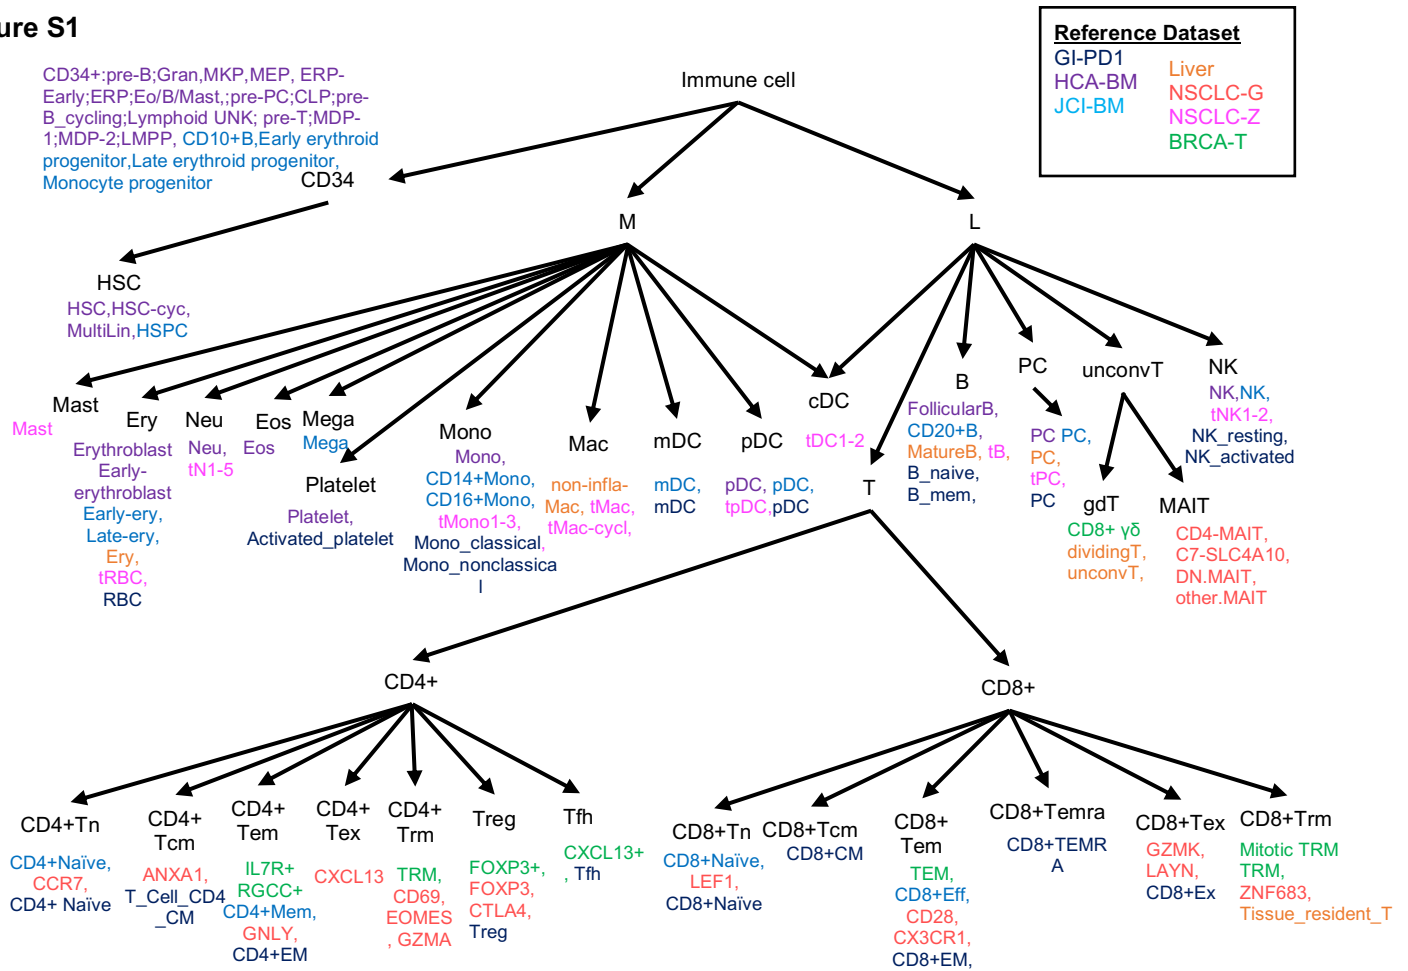 ure S1
Reference Dataset
GI-PD1
HCA-BM
JCI-BM
Liver
NSCLC-G
NSCLC-Z
BRCA-T
CD34+:pre-B;Gran,MKP,MEP, ERP-
Early;ERP;Eo/B/Mast,;pre-PC;CLP;pre-
B_cycling;Lymphoid UNK; pre-T;MDP-
1;MDP-2;LMPP, CD10+B,Early erythroid
progenitor,Late erythroid progenitor,
Monocyte progenitor
Immune cell
CD34
M
L
HSC
HSC,HSC-cyc,
MultiLin,HSPC
Mast
Mast
Ery
Erythroblast
Early-
erythroblast
Early-ery,
Late-ery,
Ery,
tRBC,
RBC
Neu
Neu,
tN1-5
Eos
Eos
Mega
Mega
Platelet
Platelet,
Activated_platelet
Mono
Mono,
CD14+Mono,
CD16+Mono,
tMono1-3,
Mono_classical,
Mono_nonclassica
l
Mac
non-infla-
Mac, tMac,
tMac-cycl,
mDC
mDC,
mDC
pDC
pDC, pDC,
tpDC,pDC
cDC
tDC1-2
T
B
FollicularB,
CD20+B,
MatureB, tB,
B_naive,
B_mem,
PC
PC PC,
PC,
tPC,
PC
unconvT
gdT
CD8+ γδ
dividingT,
unconvT,
MAIT
CD4-MAIT,
C7-SLC4A10,
DN.MAIT,
other.MAIT
NK
NK,NK,
tNK1-2,
NK_resting,
NK_activated
CD4+
CD8+
CD4+Tn
CD4+Naïve,
CCR7,
CD4+ Naïve
CD4+
Tcm
ANXA1,
T_Cell_CD4
_CM
CD4+
Tem
IL7R+
RGCC+
CD4+Mem,
GNLY,
CD4+EM
CD4+
Tex
CXCL13
CD4+
Trm
TRM,
CD69,
EOMES
, GZMA
Treg
FOXP3+,
FOXP3,
CTLA4,
Treg
Tfh
CXCL13+
, Tfh
CD8+Tn
CD8+Naïve,
LEF1,
CD8+Naïve
CD8+Tcm
CD8+CM
CD8+
Tem
TEM,
CD8+Eff,
CD28,
CX3CR1,
CD8+EM,
CD8+Temra
CD8+TEMR
A
CD8+Tex
GZMK,
LAYN,
CD8+Ex
CD8+Trm
Mitotic TRM
TRM,
ZNF683,
Tissue_resident_T